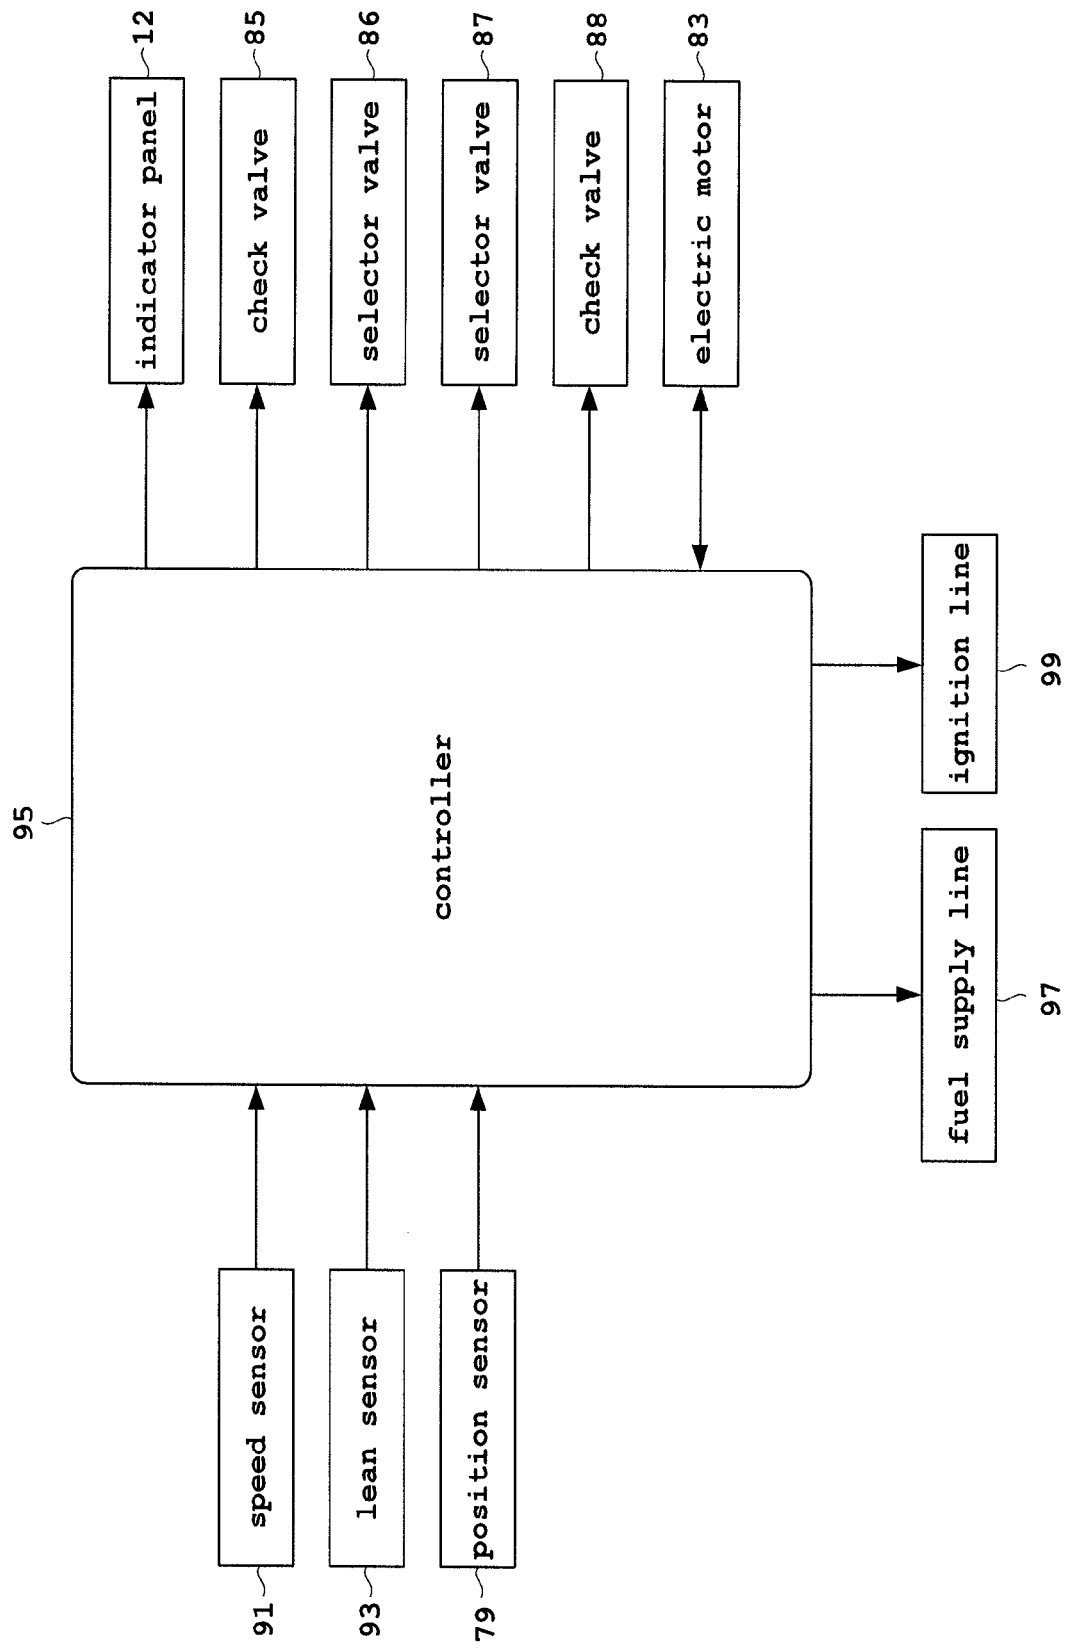 95
controller
91
speed sensor
93
lean sensor
79
position sensor
indicator panel
12
check valve
85
selector valve
86
selector valve
87
check valve
88
electric motor
83
fuel supply line
97
ignition line
99